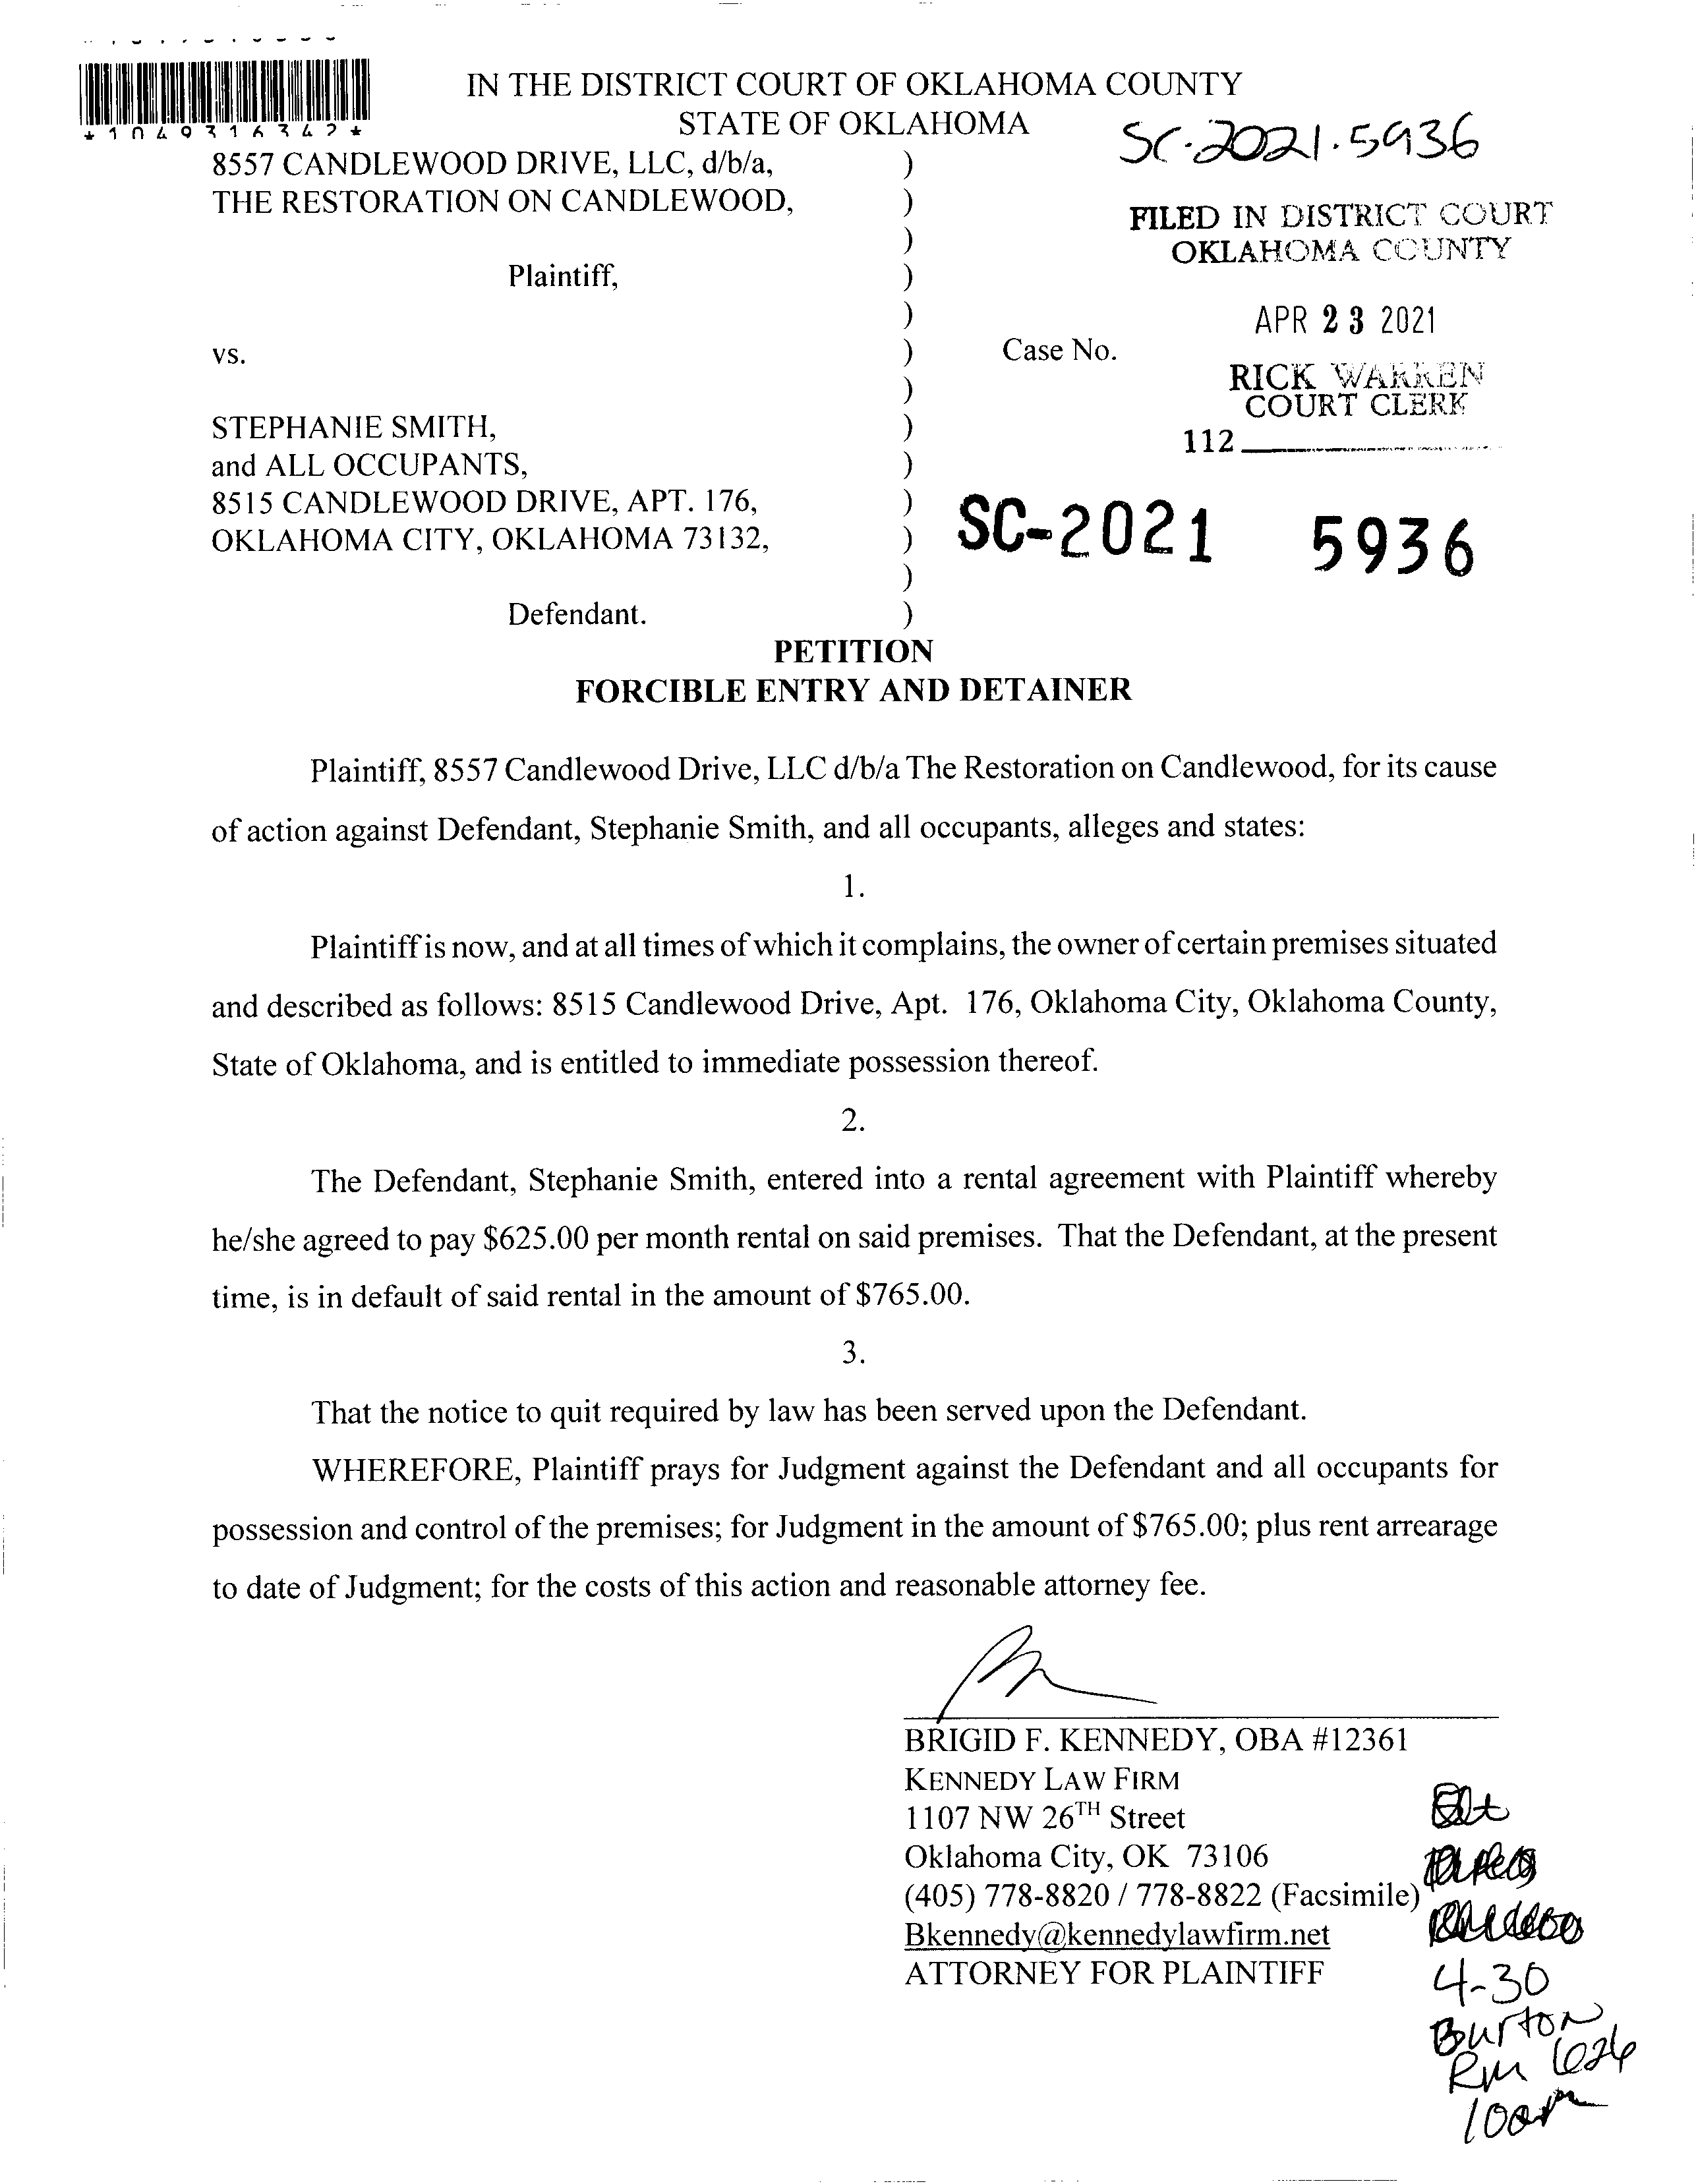 *1049316342*
IN THE DISTRICT COURT OF OKLAHOMA COUNTY
STATE OF OKLAHOMA
SC-2021-5936
8557 CANDLEWOOD DRIVE, LLC, d/b/a, )
THE RESTORATION ON CANDLEWOOD, )
FILED IN DISTRICT COURT
OKLAHOMA COUNTY
)
Plaintiff, )
)
APR 23 2021
vs. ) Case No.
RICK WARREN
COURT CLERK
)
STEPHANIE SMITH, )
112
and ALL OCCUPANTS, )
8515 CANDLEWOOD DRIVE, APT. 176, )
OKLAHOMA CITY, OKLAHOMA 73132, )
SC-2021 5936
)
Defendant. )
PETITION
FORCIBLE ENTRY AND DETAINER
Plaintiff, 8557 Candlewood Drive, LLC d/b/a The Restoration on Candlewood, for its cause
of action against Defendant, Stephanie Smith, and all occupants, alleges and states:
1.
Plaintiff is now, and at all times of which it complains, the owner of certain premises situated
and described as follows: 8515 Candlewood Drive, Apt. 176, Oklahoma City, Oklahoma County,
State of Oklahoma, and is entitled to immediate possession thereof.
2.
The Defendant, Stephanie Smith, entered into a rental agreement with Plaintiff whereby
he/she agreed to pay $625.00 per month rental on said premises. That the Defendant, at the present
time, is in default of said rental in the amount of $765.00.
3.
That the notice to quit required by law has been served upon the Defendant.
WHEREFORE, Plaintiff prays for Judgment against the Defendant and all occupants for
possession and control of the premises; for Judgment in the amount of $765.00; plus rent arrearage
to date of Judgment; for the costs of this action and reasonable attorney fee.
BRIGID F. KENNEDY, OBA #12361
KENNEDY LAW FIRM
1107 NW 26TH Street
Oklahoma City, OK 73106
(405) 778-8820 / 778-8822 (Facsimile)
Bkennedy@kennedylawfirm.net
ATTORNEY FOR PLAINTIFF
4-30
Burton
RM 626
10am